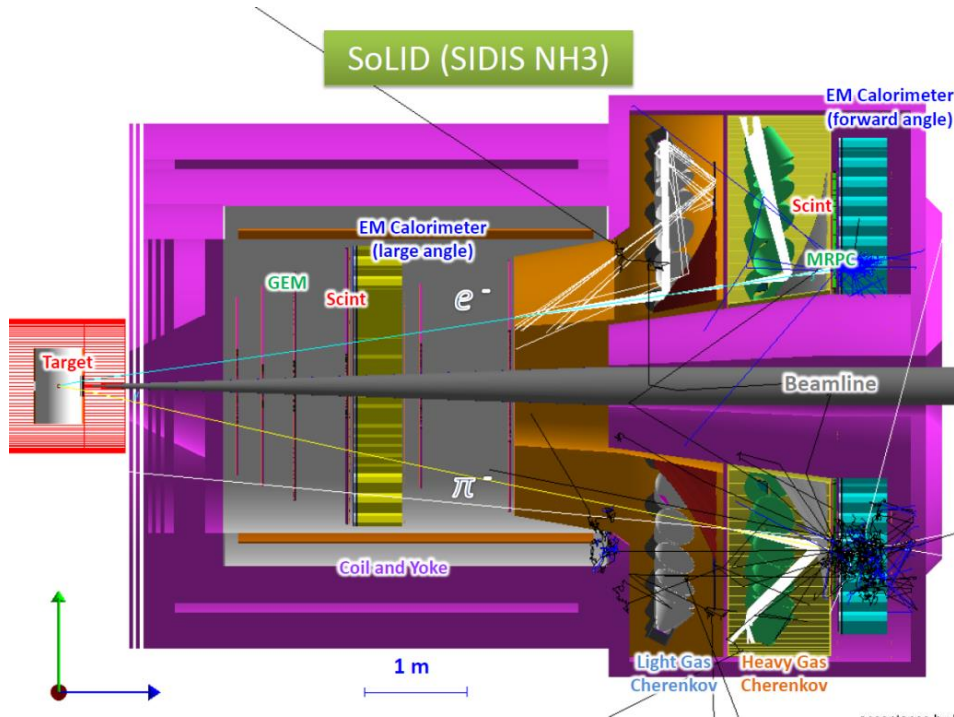 SoLID (SIDIS NH3)
EM Calorimeter
(forward angle)
EM Calorimeter
(large angle)
Scint
MRPC
GEM
Scint
e⁻
Target
Beamline
π⁻
Coil and Yoke
1 m
Light Gas
Cherenkov
Heavy Gas
Cherenkov